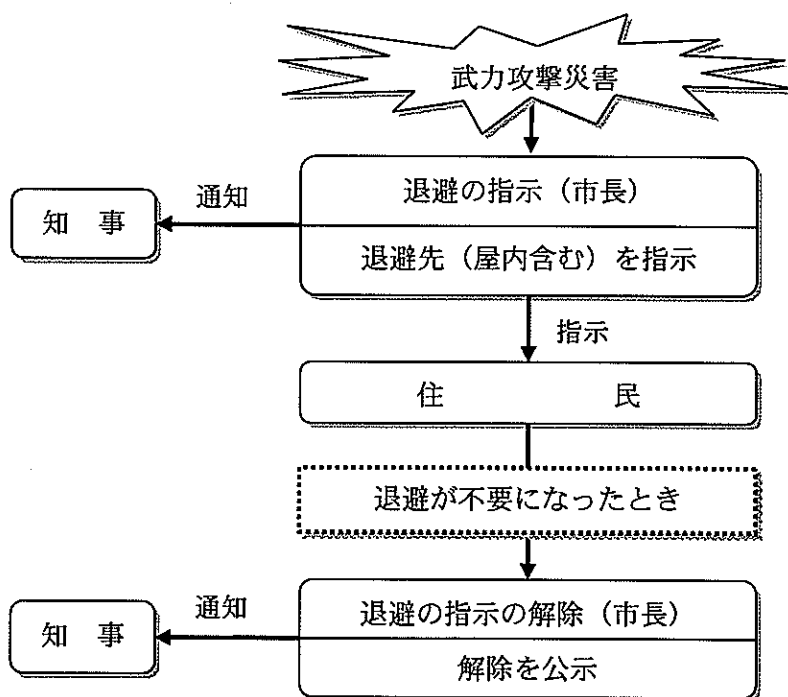 武力攻撃災害
退避の指示（市長）
通知
知　事
退避先（屋内含む）を指示
指示
住　　　　民
退避が不要になったとき
退避の指示の解除（市長）
通知
知　事
解除を公示